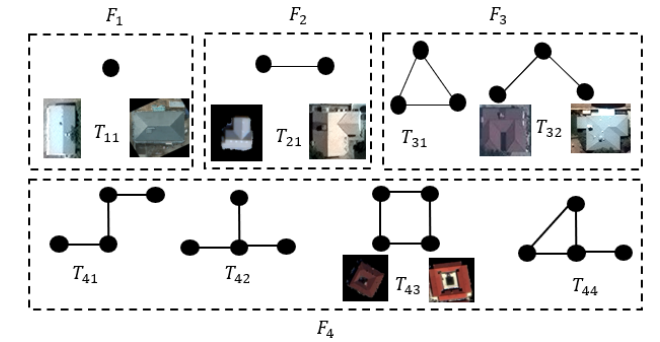 F₁ F₂ F₃
T₁₁ T₂₁ T₃₁ T₃₂
T₄₁ T₄₂ T₄₃ T₄₄
F₄